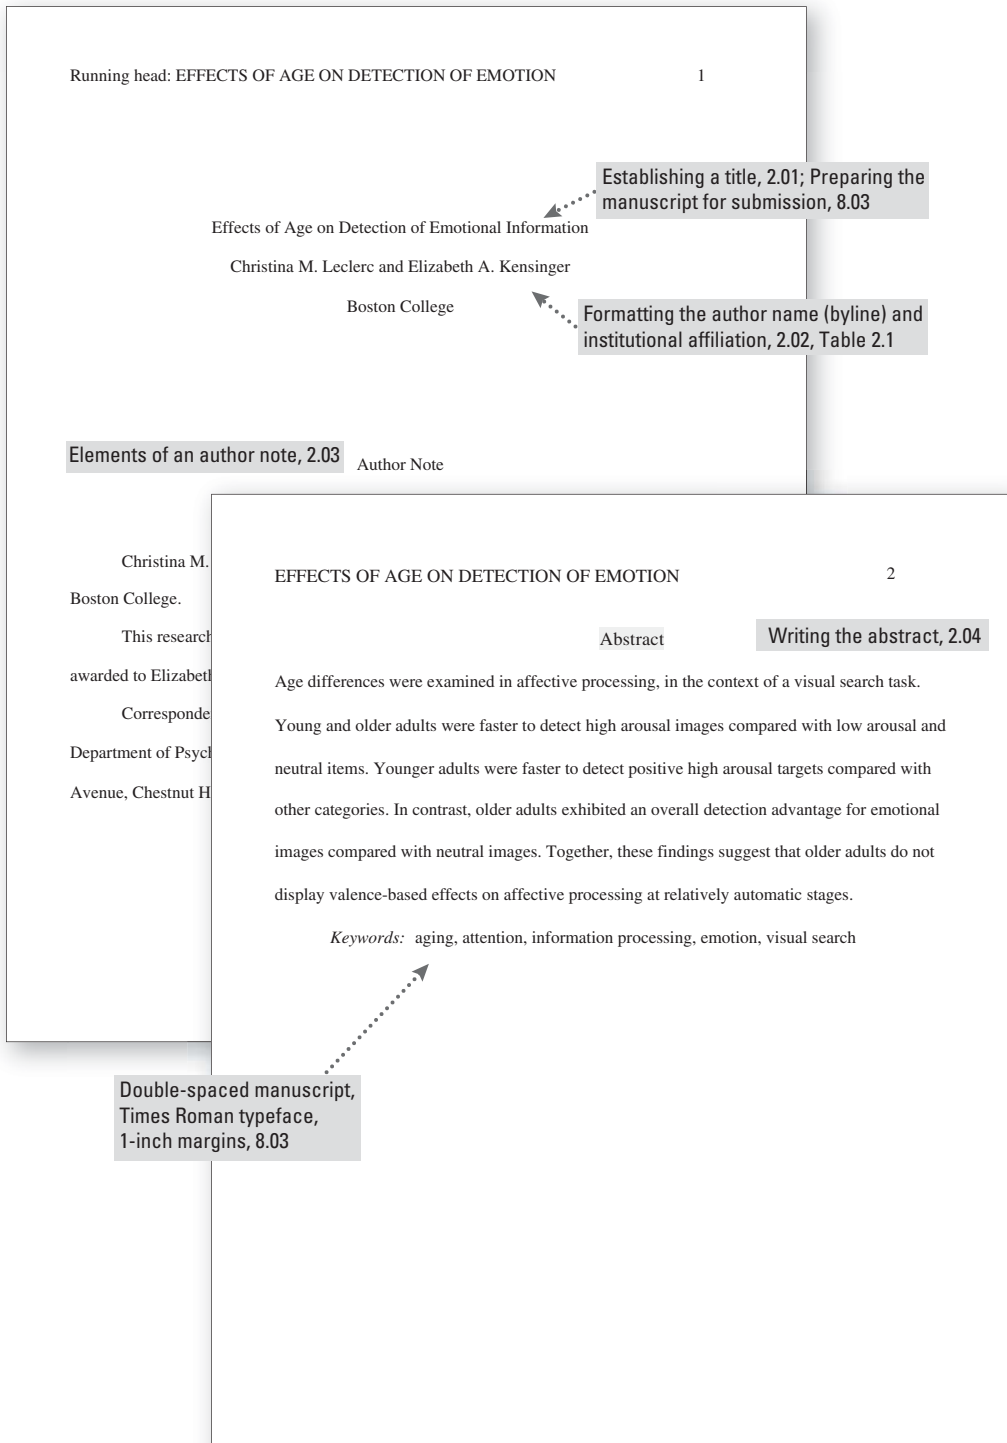 Running head: EFFECTS OF AGE ON DETECTION OF EMOTION 1
Establishing a title, 2.01; Preparing the
manuscript for submission, 8.03
Effects of Age on Detection of Emotional Information
Christina M. Leclerc and Elizabeth A. Kensinger
Boston College
Formatting the author name (byline) and
institutional affiliation, 2.02, Table 2.1
Elements of an author note, 2.03
Author Note
Christina M.
Boston College.
This research
awarded to Elizabeth
Corresponde
Department of Psych
Avenue, Chestnut H
EFFECTS OF AGE ON DETECTION OF EMOTION 2
Abstract
Writing the abstract, 2.04
Age differences were examined in affective processing, in the context of a visual search task.
Young and older adults were faster to detect high arousal images compared with low arousal and
neutral items. Younger adults were faster to detect positive high arousal targets compared with
other categories. In contrast, older adults exhibited an overall detection advantage for emotional
images compared with neutral images. Together, these findings suggest that older adults do not
display valence-based effects on affective processing at relatively automatic stages.
Keywords: aging, attention, information processing, emotion, visual search
Double-spaced manuscript,
Times Roman typeface,
1-inch margins, 8.03